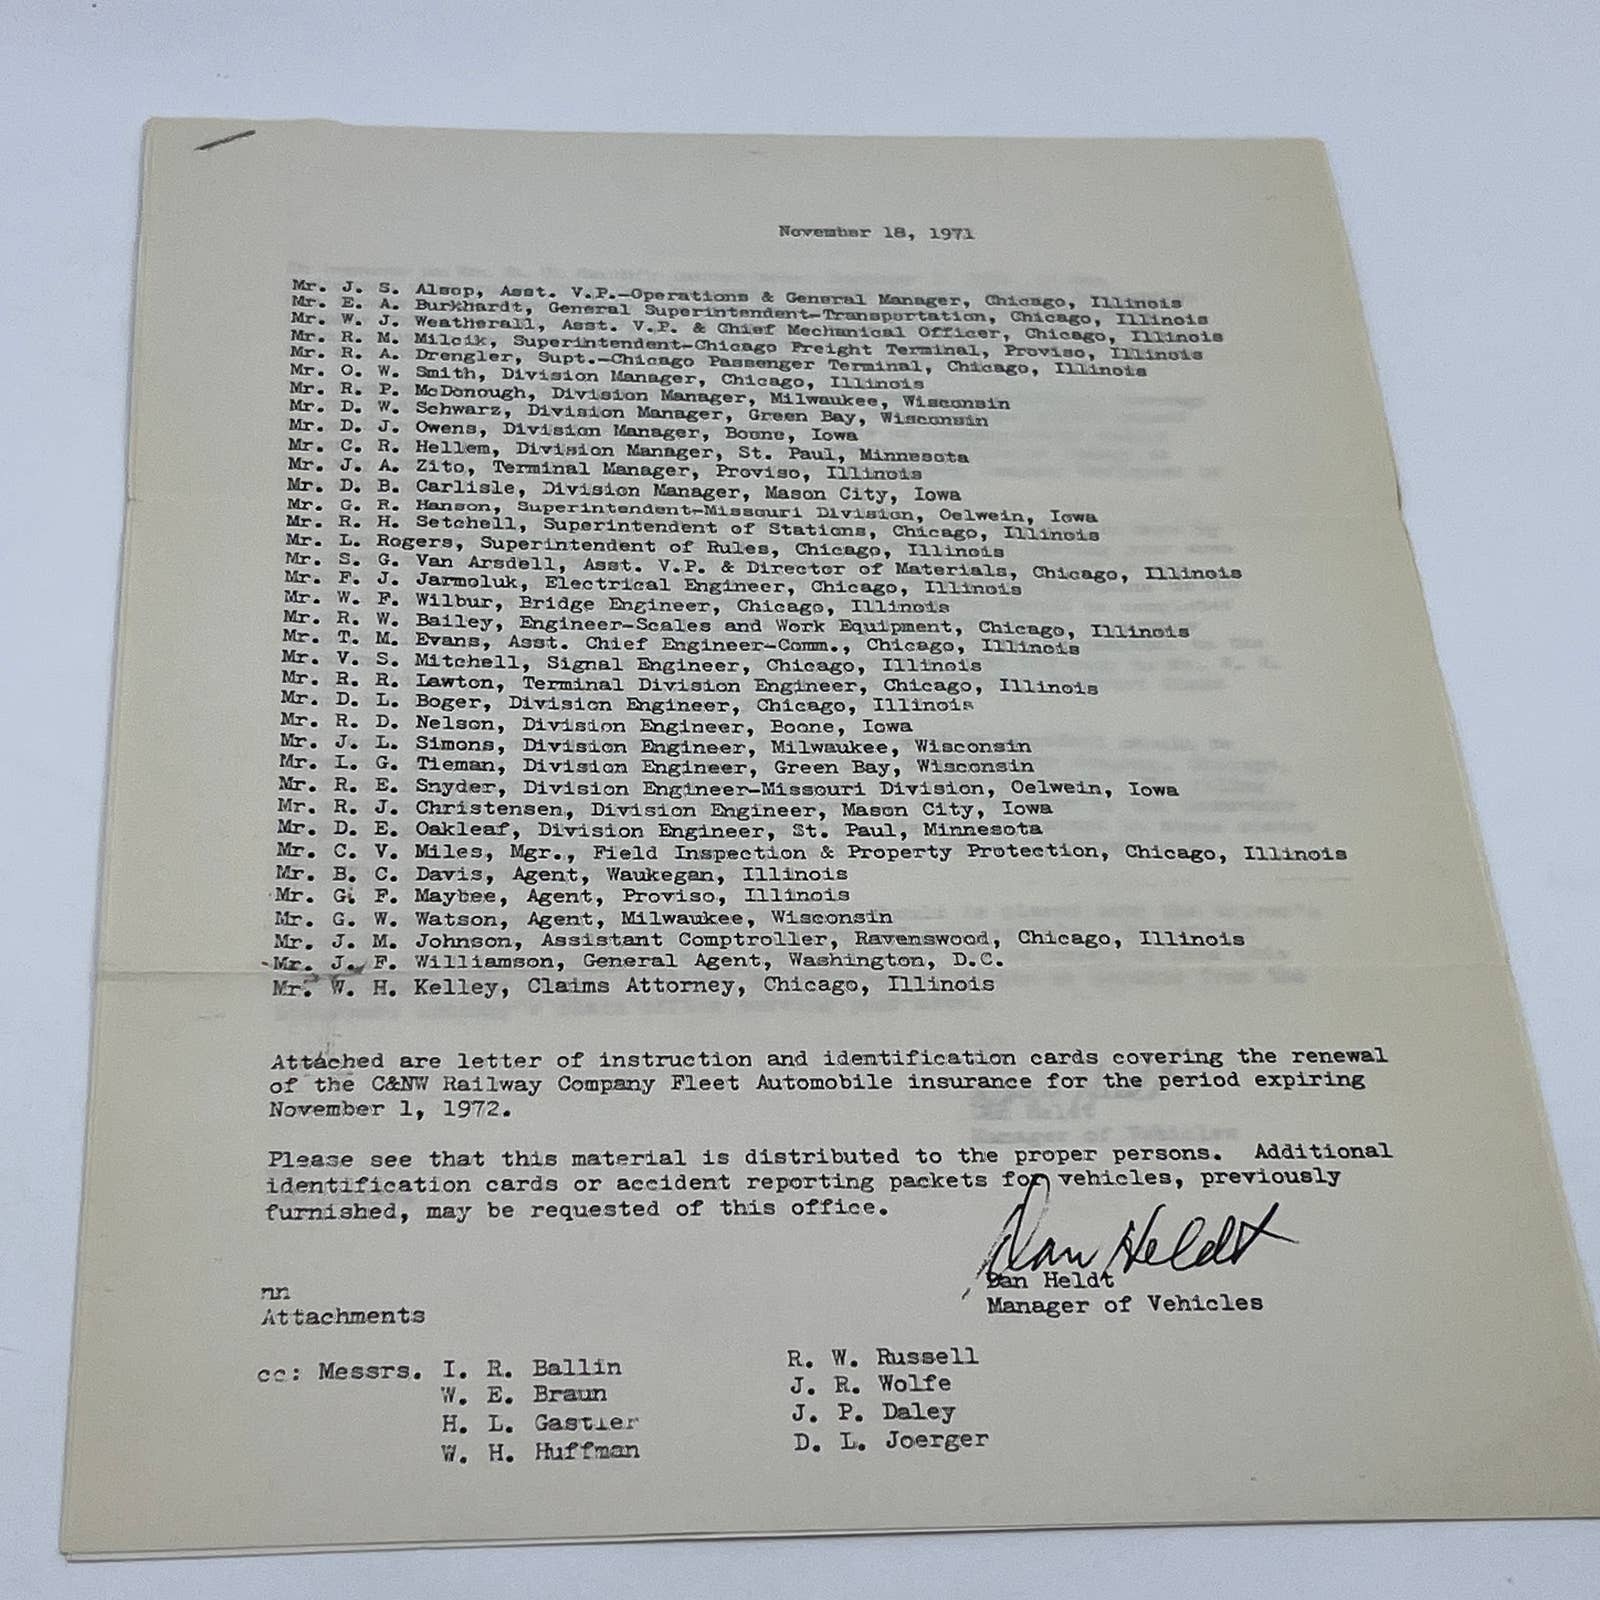 November 18, 1971
Mr. J. S. Alsop, Asst. V.P.-Operations & General Manager, Chicago, Illinois
Mr. E. A. Burkhardt, General Superintendent-Transportation, Chicago, Illinois
Mr. W. J. Weatherall, Asst. V.P. & Chief Mechanical Officer, Chicago, Illinois
Mr. R. M. Milcik, Superintendent-Chicago Freight Terminal, Proviso, Illinois
Mr. R. A. Drengler, Supt.-Chicago Passenger Terminal, Chicago, Illinois
Mr. O. W. Smith, Division Manager, Chicago, Illinois
Mr. R. P. McDonough, Division Manager, Milwaukee, Wisconsin
Mr. D. W. Schwarz, Division Manager, Green Bay, Wisconsin
Mr. D. J. Owens, Division Manager, Boone, Iowa
Mr. C. R. Hellem, Division Manager, St. Paul, Minnesota
Mr. J. A. Zito, Terminal Manager, Proviso, Illinois
Mr. D. B. Carlisle, Division Manager, Mason City, Iowa
Mr. G. R. Hanson, Superintendent-Missouri Division, Oelwein, Iowa
Mr. R. H. Setchell, Superintendent of Stations, Chicago, Illinois
Mr. L. Rogers, Superintendent of Rules, Chicago, Illinois
Mr. S. G. Van Arsdell, Asst. V.P. & Director of Materials, Chicago, Illinois
Mr. F. J. Jarmoluk, Electrical Engineer, Chicago, Illinois
Mr. W. F. Wilbur, Bridge Engineer, Chicago, Illinois
Mr. R. W. Bailey, Engineer-Scales and Work Equipment, Chicago, Illinois
Mr. T. M. Evans, Asst. Chief Engineer-Comm., Chicago, Illinois
Mr. V. S. Mitchell, Signal Engineer, Chicago, Illinois
Mr. R. R. Lawton, Terminal Division Engineer, Chicago, Illinois
Mr. D. L. Boger, Division Engineer, Chicago, Illinois
Mr. R. D. Nelson, Division Engineer, Boone, Iowa
Mr. J. L. Simons, Division Engineer, Milwaukee, Wisconsin
Mr. L. G. Tieman, Division Engineer, Green Bay, Wisconsin
Mr. R. E. Snyder, Division Engineer-Missouri Division, Oelwein, Iowa
Mr. R. J. Christensen, Division Engineer, Mason City, Iowa
Mr. D. E. Oakleaf, Division Engineer, St. Paul, Minnesota
Mr. C. V. Miles, Mgr., Field Inspection & Property Protection, Chicago, Illinois
Mr. B. C. Davis, Agent, Waukegan, Illinois
Mr. G. F. Maybee, Agent, Proviso, Illinois
Mr. G. W. Watson, Agent, Milwaukee, Wisconsin
Mr. J. M. Johnson, Assistant Comptroller, Ravenswood, Chicago, Illinois
Mr. J. F. Williamson, General Agent, Washington, D.C.
Mr. W. H. Kelley, Claims Attorney, Chicago, Illinois
Attached are letter of instruction and identification cards covering the renewal
of the C&NW Railway Company Fleet Automobile insurance for the period expiring
November 1, 1972.
Please see that this material is distributed to the proper persons. Additional
identification cards or accident reporting packets for vehicles, previously
furnished, may be requested of this office.
Dan Heldt
Dan Heldt
Manager of Vehicles
nn
Attachments
cc: Messrs. I. R. Ballin
W. E. Braun
H. L. Gastler
W. H. Huffman
R. W. Russell
J. R. Wolfe
J. P. Daley
D. L. Joerger